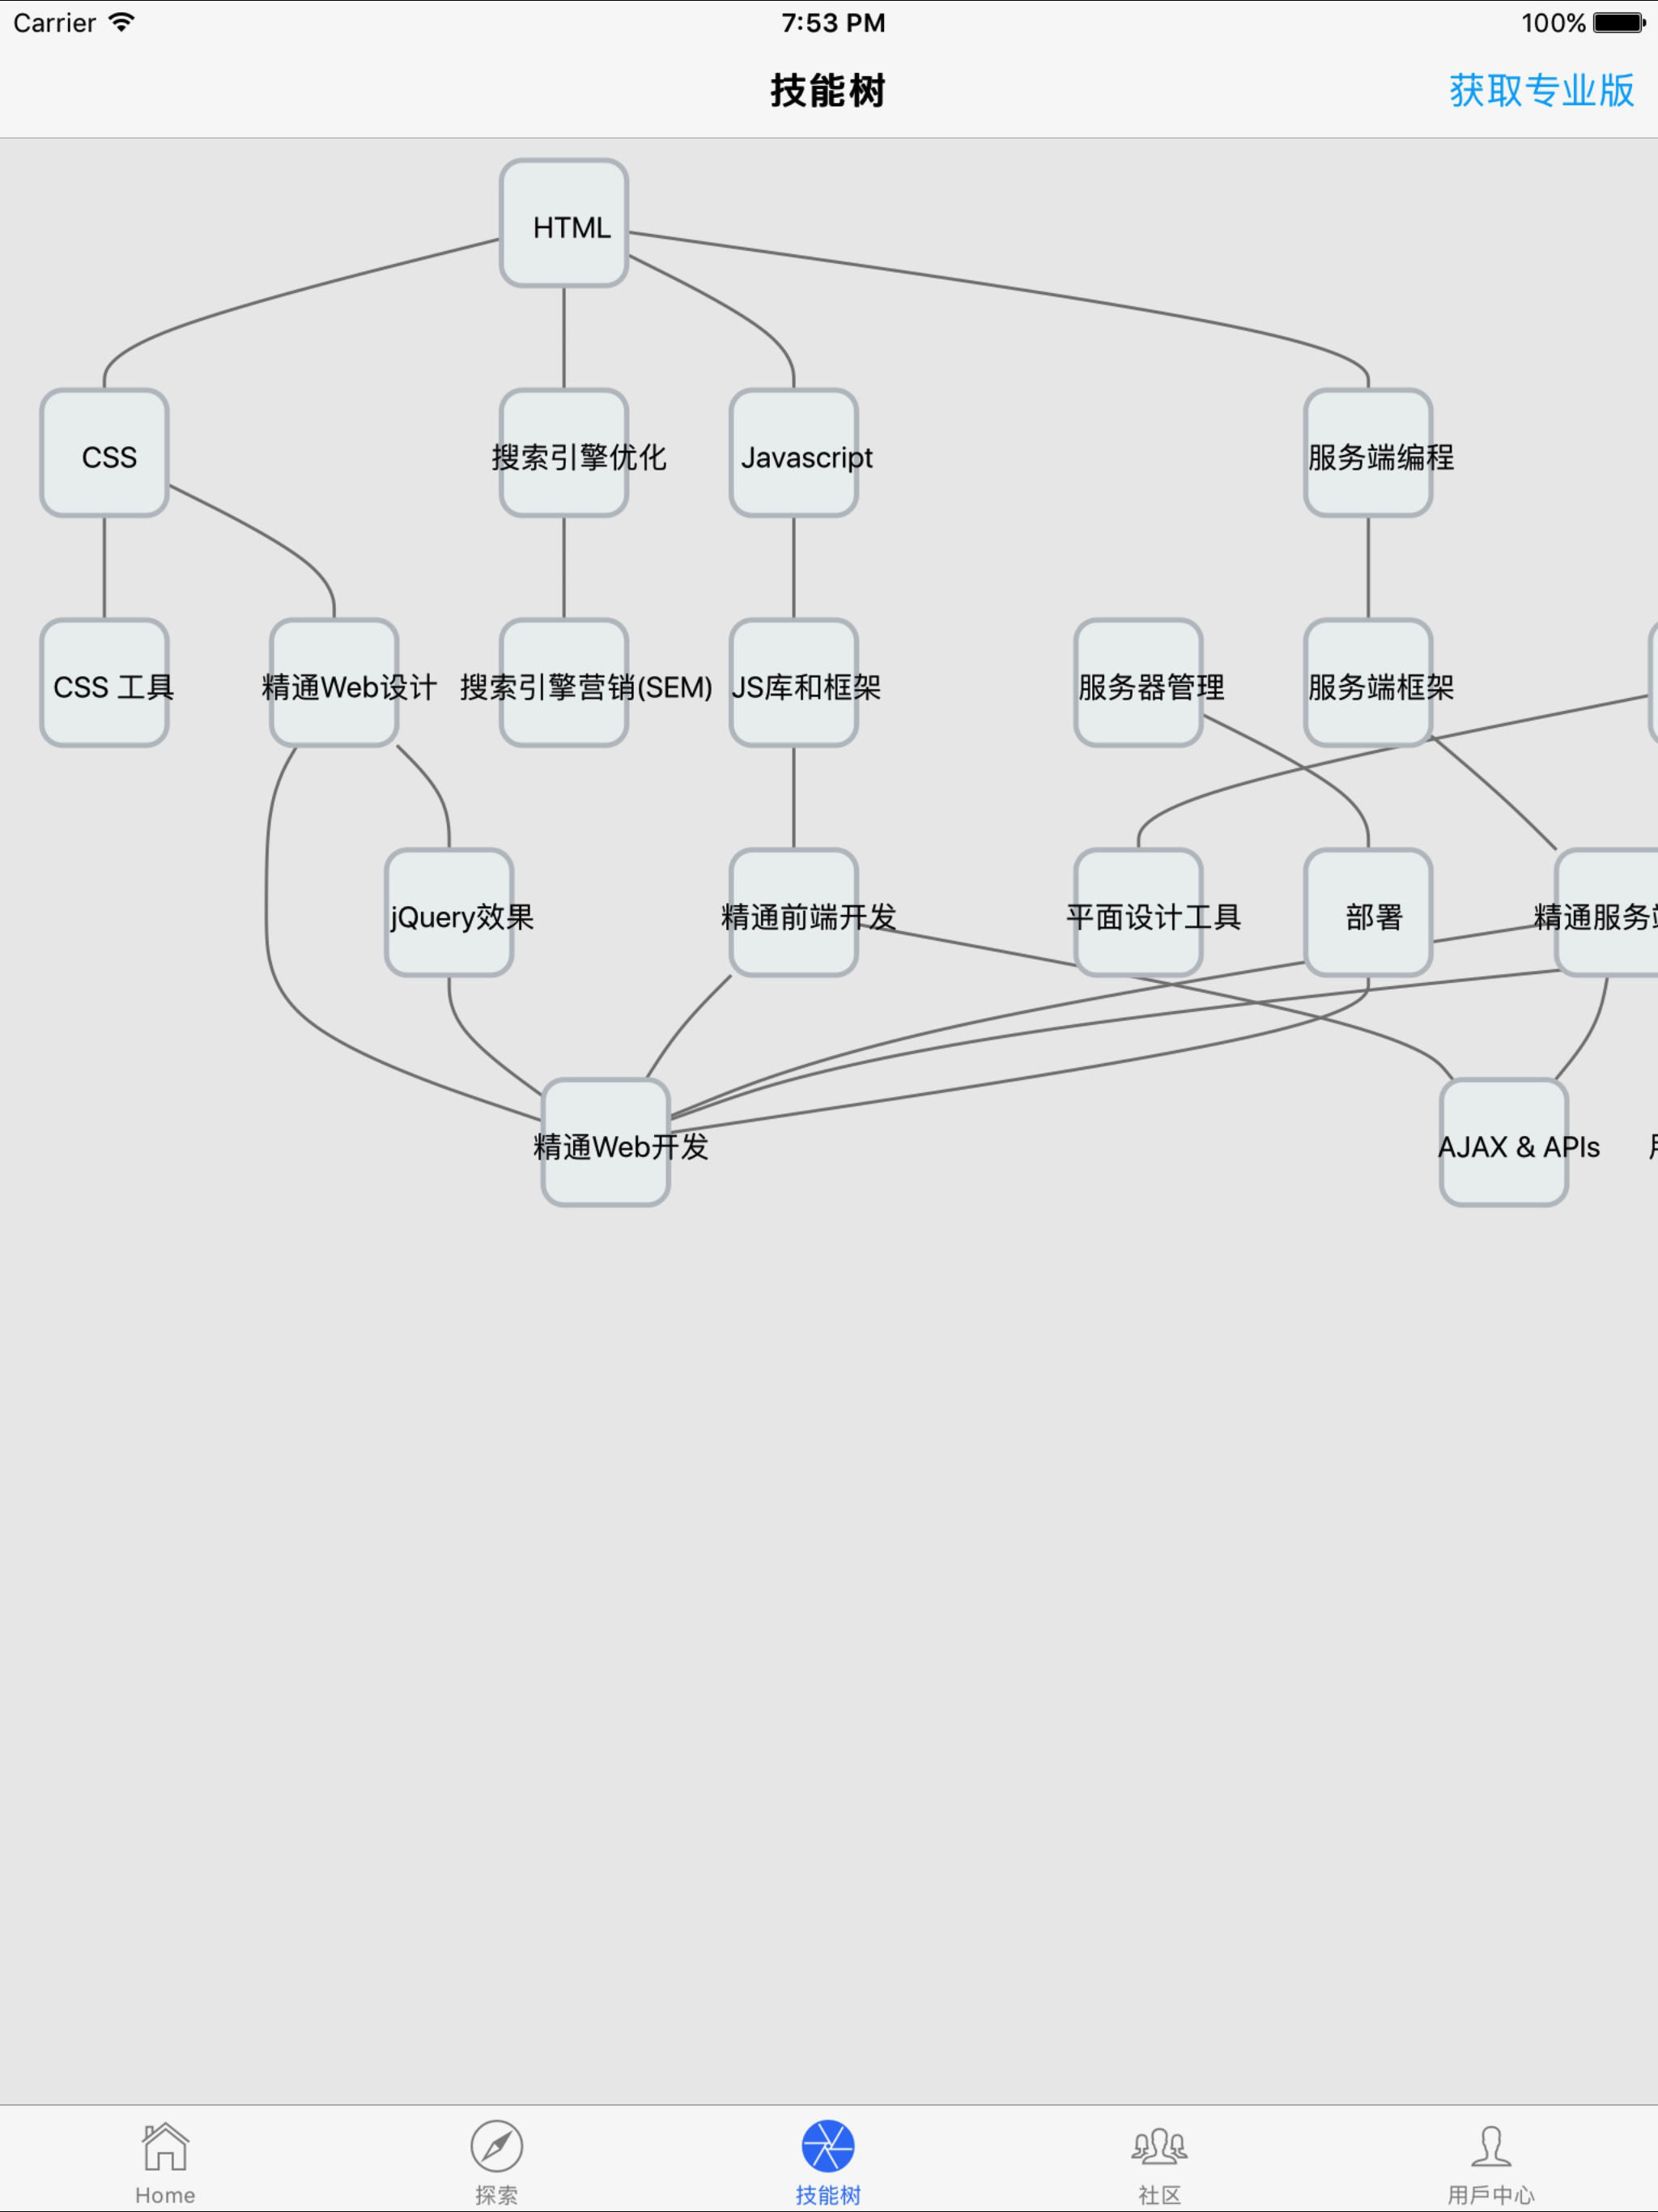 Carrier 7:53 PM 100%
技能树 获取专业版
HTML
CSS 搜索引擎优化 Javascript 服务端编程
CSS 工具 精通Web设计 搜索引擎营销(SEM) JS库和框架 服务器管理 服务端框架
jQuery效果 精通前端开发 平面设计工具 部署 精通服务
精通Web开发 AJAX & APIs
Home 探索 技能树 社区 用戶中心